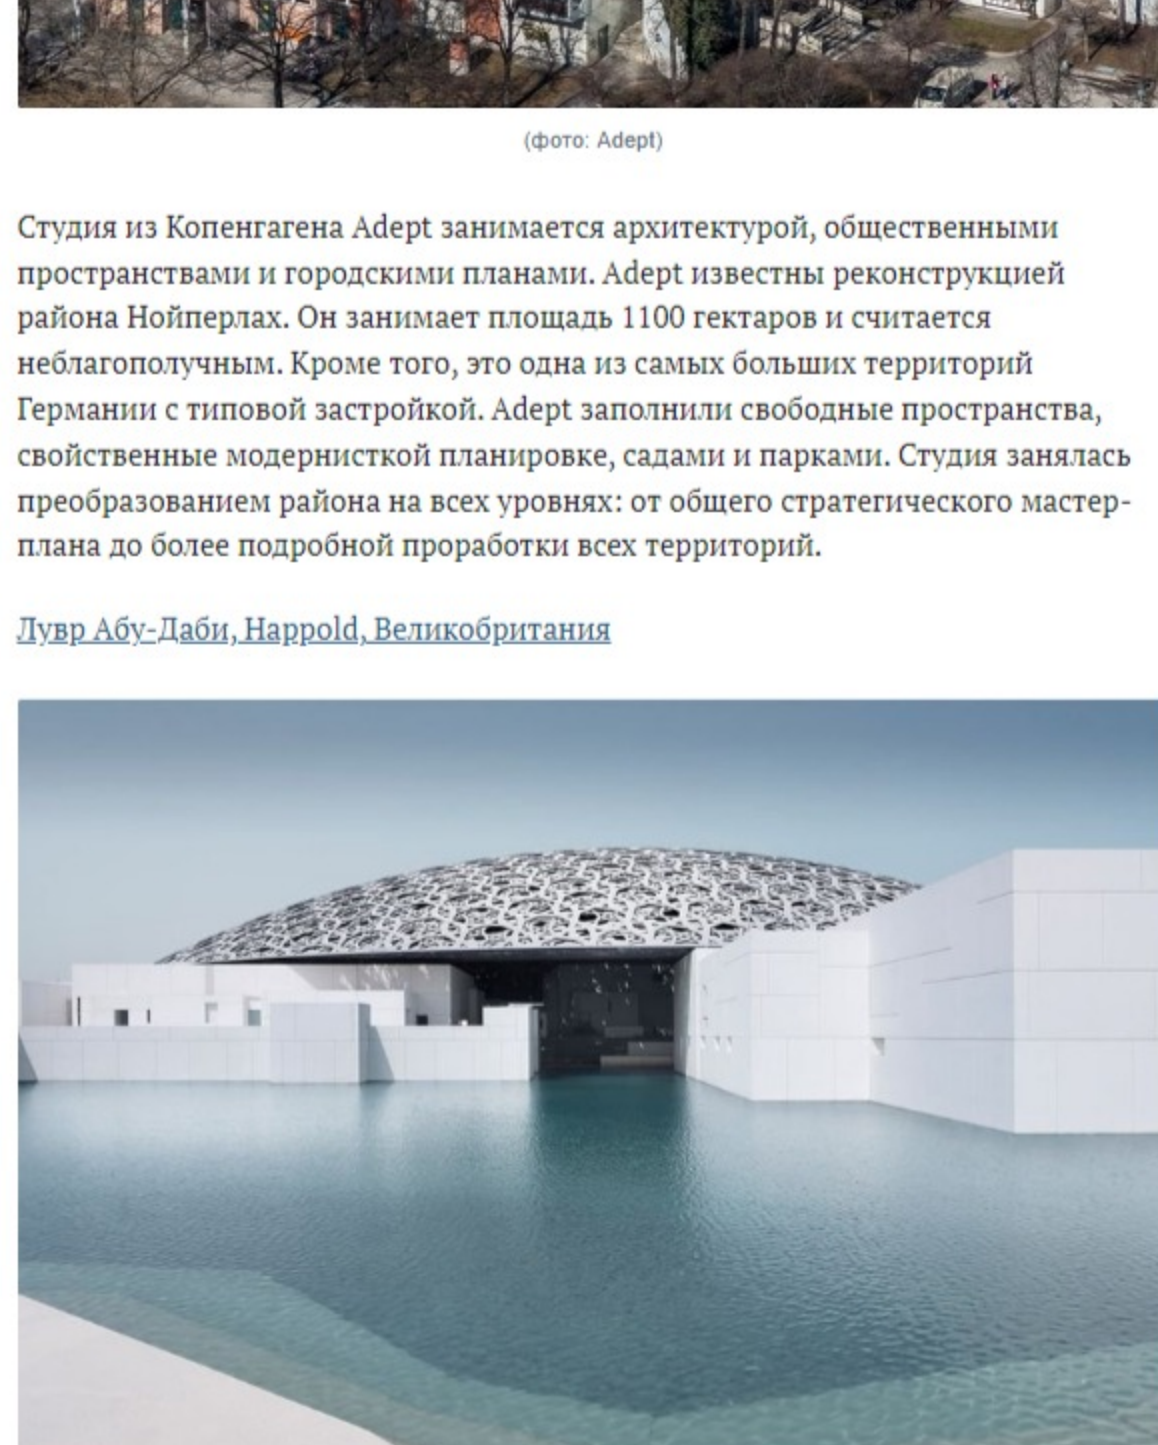 (фото: Adept)
Студия из Копенгагена Adept занимается архитектурой, общественными
пространствами и городскими планами. Adept известны реконструкцией
района Нойперлах. Он занимает площадь 1100 гектаров и считается
неблагополучным. Кроме того, это одна из самых больших территорий
Германии с типовой застройкой. Adept заполнили свободные пространства,
свойственные модернисткой планировке, садами и парками. Студия занялась
преобразованием района на всех уровнях: от общего стратегического мастер-
плана до более подробной проработки всех территорий.
Лувр Абу-Даби, Happold, Великобритания